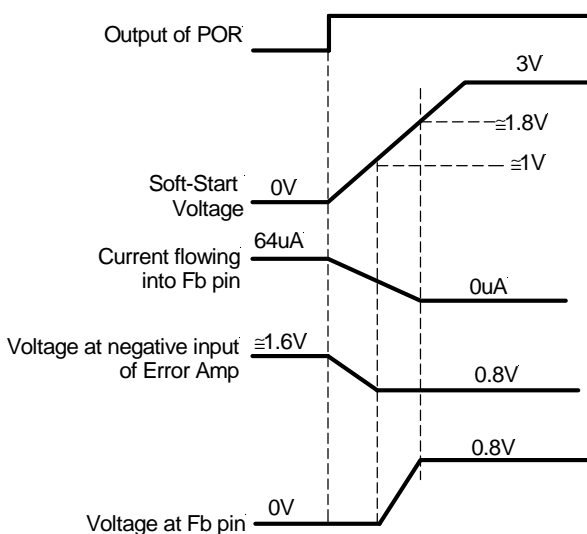 Output of POR
3V
≅1.8V
≅1V
Soft-Start
Voltage
0V
64uA
Current flowing
into Fb pin
0uA
Voltage at negative input
of Error Amp
≅1.6V
0.8V
0.8V
0V
Voltage at Fb pin